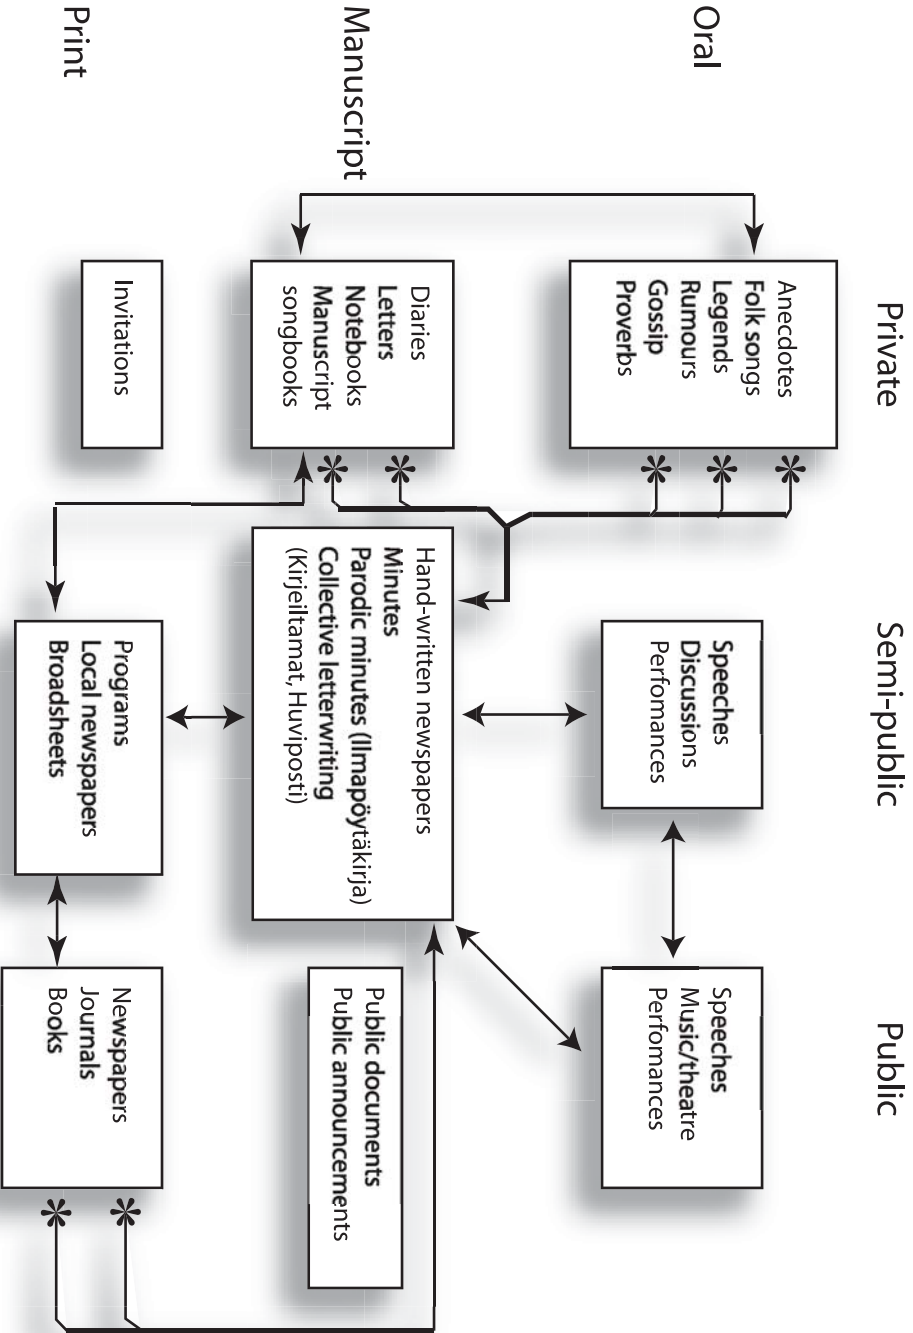 Private
Semi-public
Public
Oral
Anecdotes
Folk songs
Legends
Rumours
Gossip
Proverbs
Speeches
Discussions
Perfomances
Speeches
Music/theatre
Perfomances
Manuscript
Diaries
Letters
Notebooks
Manuscript
songbooks
Hand-written newspapers
Minutes
Parodic minutes (Ilmapöytäkirja)
Collective letterwriting
(Kirjeiltamat, Huviposti)
Public documents
Public announcements
Print
Invitations
Programs
Local newspapers
Broadsheets
Newspapers
Journals
Books